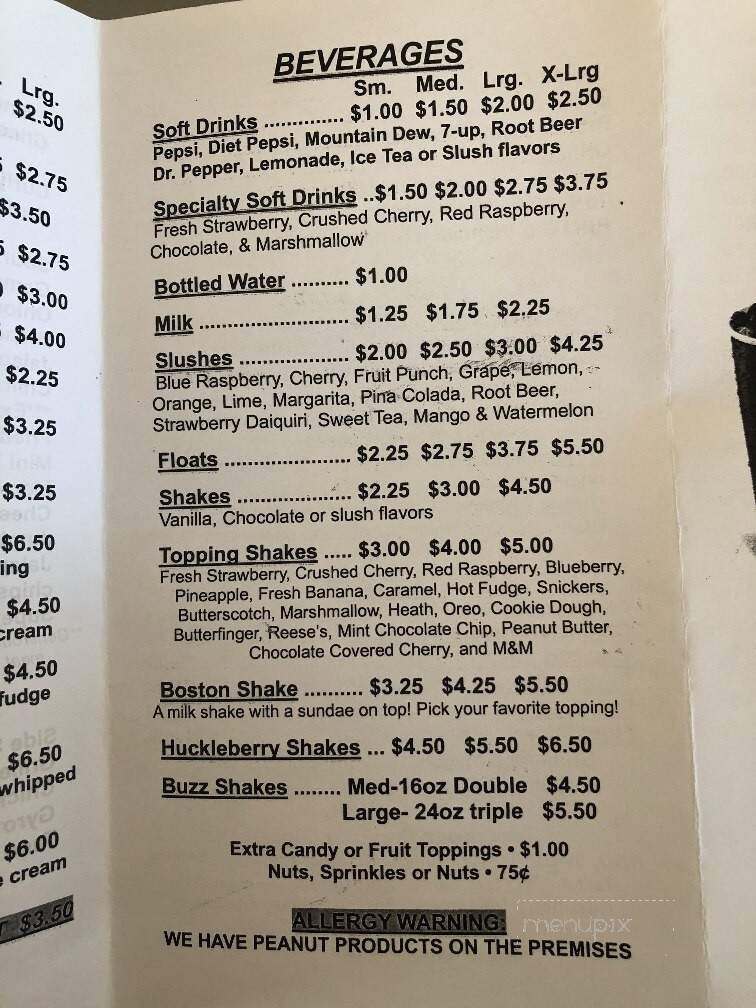 Lrg.
$2.50
$2.75
$3.50
$2.75
$3.00
$4.00
$2.25
$3.25
$3.25
$6.50
ing
$4.50
cream
$4.50
fudge
$6.50
whipped
$6.00
cream
$3.50
BEVERAGES
Sm. Med. Lrg. X-Lrg
Soft Drinks .............. $1.00 $1.50 $2.00 $2.50
Pepsi, Diet Pepsi, Mountain Dew, 7-up, Root Beer
Dr. Pepper, Lemonade, Ice Tea or Slush flavors
Specialty Soft Drinks ..$1.50 $2.00 $2.75 $3.75
Fresh Strawberry, Crushed Cherry, Red Raspberry,
Chocolate, & Marshmallow
Bottled Water .......... $1.00
Milk .......................... $1.25 $1.75 $2.25
Slushes ................... $2.00 $2.50 $3.00 $4.25
Blue Raspberry, Cherry, Fruit Punch, Grape, Lemon,
Orange, Lime, Margarita, Pina Colada, Root Beer,
Strawberry Daiquiri, Sweet Tea, Mango & Watermelon
Floats ...................... $2.25 $2.75 $3.75 $5.50
Shakes .................... $2.25 $3.00 $4.50
Vanilla, Chocolate or slush flavors
Topping Shakes ..... $3.00 $4.00 $5.00
Fresh Strawberry, Crushed Cherry, Red Raspberry, Blueberry,
Pineapple, Fresh Banana, Caramel, Hot Fudge, Snickers,
Butterscotch, Marshmallow, Heath, Oreo, Cookie Dough,
Butterfinger, Reese's, Mint Chocolate Chip, Peanut Butter,
Chocolate Covered Cherry, and M&M
Boston Shake .......... $3.25 $4.25 $5.50
A milk shake with a sundae on top! Pick your favorite topping!
Huckleberry Shakes ... $4.50 $5.50 $6.50
Buzz Shakes ........ Med-16oz Double $4.50
Large- 24oz triple $5.50
Extra Candy or Fruit Toppings • $1.00
Nuts, Sprinkles or Nuts • 75¢
ALLERGY WARNING:
WE HAVE PEANUT PRODUCTS ON THE PREMISES
menupix